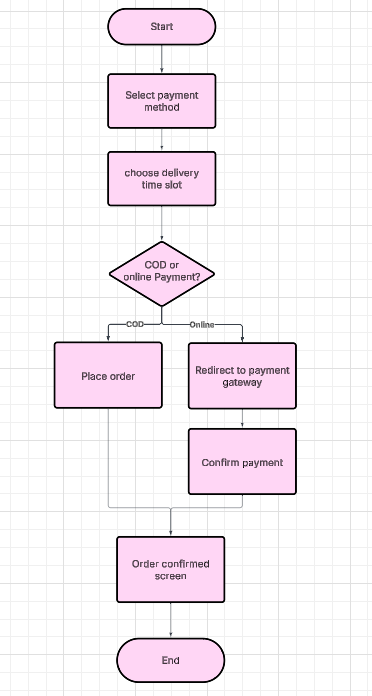 Start
Select payment
method
choose delivery
time slot
COD or
online Payment?
COD
Online
Place order
Redirect to payment
gateway
Confirm payment
Order confirmed
screen
End